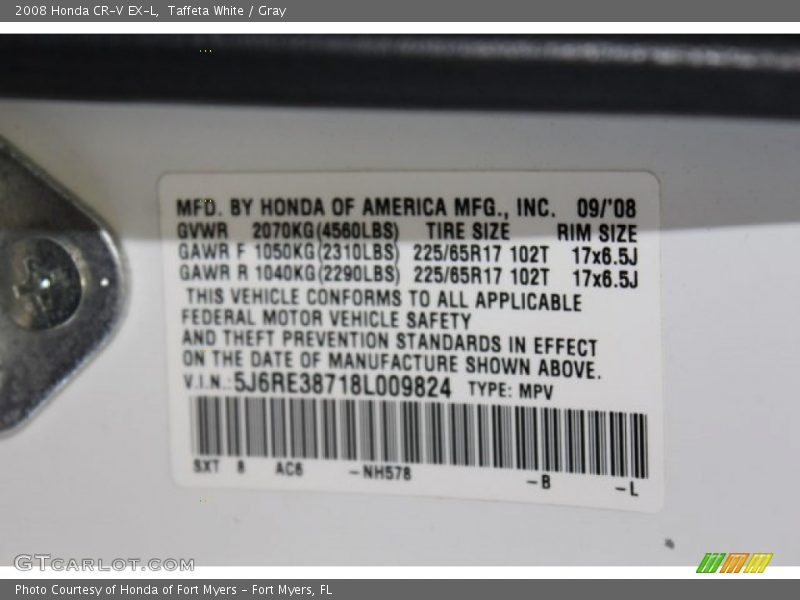 2008 Honda CR-V EX-L, Taffeta White / Gray
MFD. BY HONDA OF AMERICA MFG., INC. 09/'08
GVWR 2070KG(4560LBS) TIRE SIZE RIM SIZE
GAWR F 1050KG(2310LBS) 225/65R17 102T 17x6.5J
GAWR R 1040KG(2290LBS) 225/65R17 102T 17x6.5J
THIS VEHICLE CONFORMS TO ALL APPLICABLE
FEDERAL MOTOR VEHICLE SAFETY
AND THEFT PREVENTION STANDARDS IN EFFECT
ON THE DATE OF MANUFACTURE SHOWN ABOVE.
V.I.N.: 5J6RE38718L009824 TYPE: MPV
SXT 8 AC6 -NH578 -B -L
GTCARLOT.COM
Photo Courtesy of Honda of Fort Myers - Fort Myers, FL